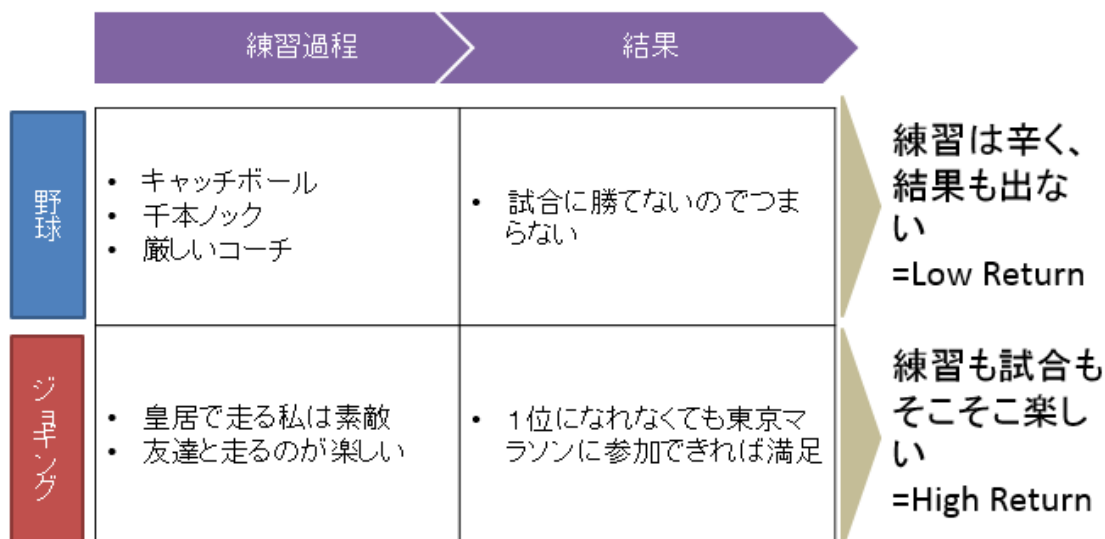 練習過程
結果
野球
• キャッチボール
• 千本ノック
• 厳しいコーチ
• 試合に勝てないのでつま
らない
練習は辛く、
結果も出な
い
=Low Return
ジョギング
• 皇居で走る私は素敵
• 友達と走るのが楽しい
• １位になれなくても東京マ
ラソンに参加できれば満足
練習も試合も
そこそこ楽し
い
=High Return